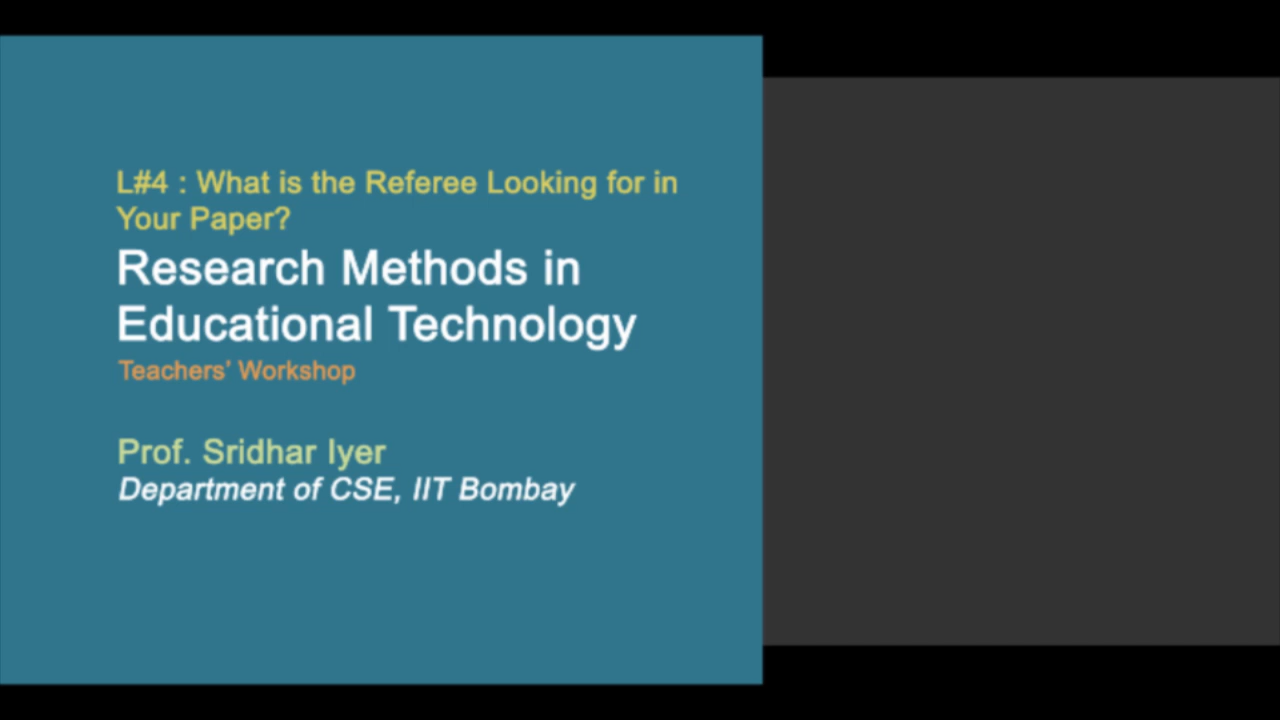 L#4 : What is the Referee Looking for in
Your Paper?
Research Methods in
Educational Technology
Teachers’ Workshop
Prof. Sridhar Iyer
Department of CSE, IIT Bombay